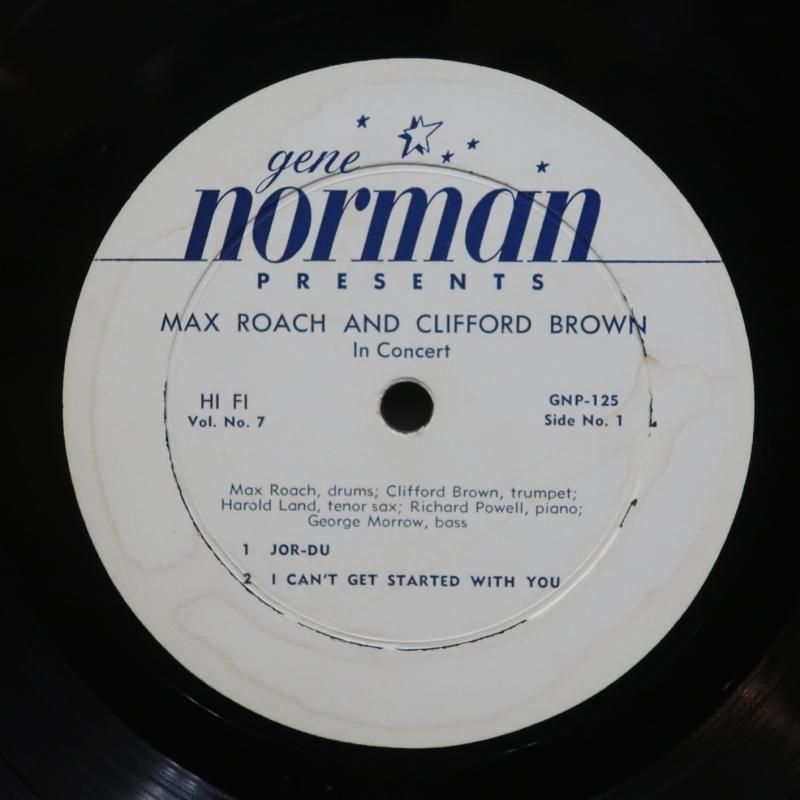 gene
norman
PRESENTS
MAX ROACH AND CLIFFORD BROWN
In Concert
HI FI
Vol. No. 7
GNP-125
Side No. 1
Max Roach, drums; Clifford Brown, trumpet;
Harold Land, tenor sax; Richard Powell, piano;
George Morrow, bass
1 JOR-DU
2 I CAN'T GET STARTED WITH YOU